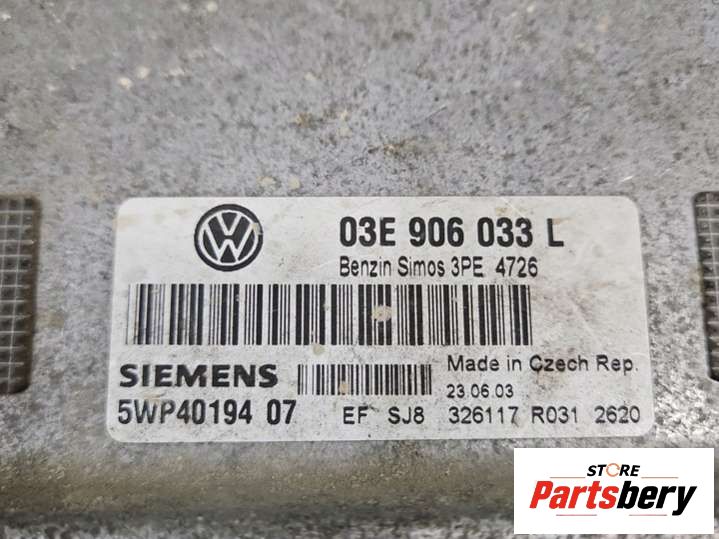 03E 906 033 L
Benzin Simos 3PE 4726
SIEMENS
Made in Czech Rep.
23.06.03
5WP40194 07
EF SJ8 326117 R031 2620
STORE
Partsbery